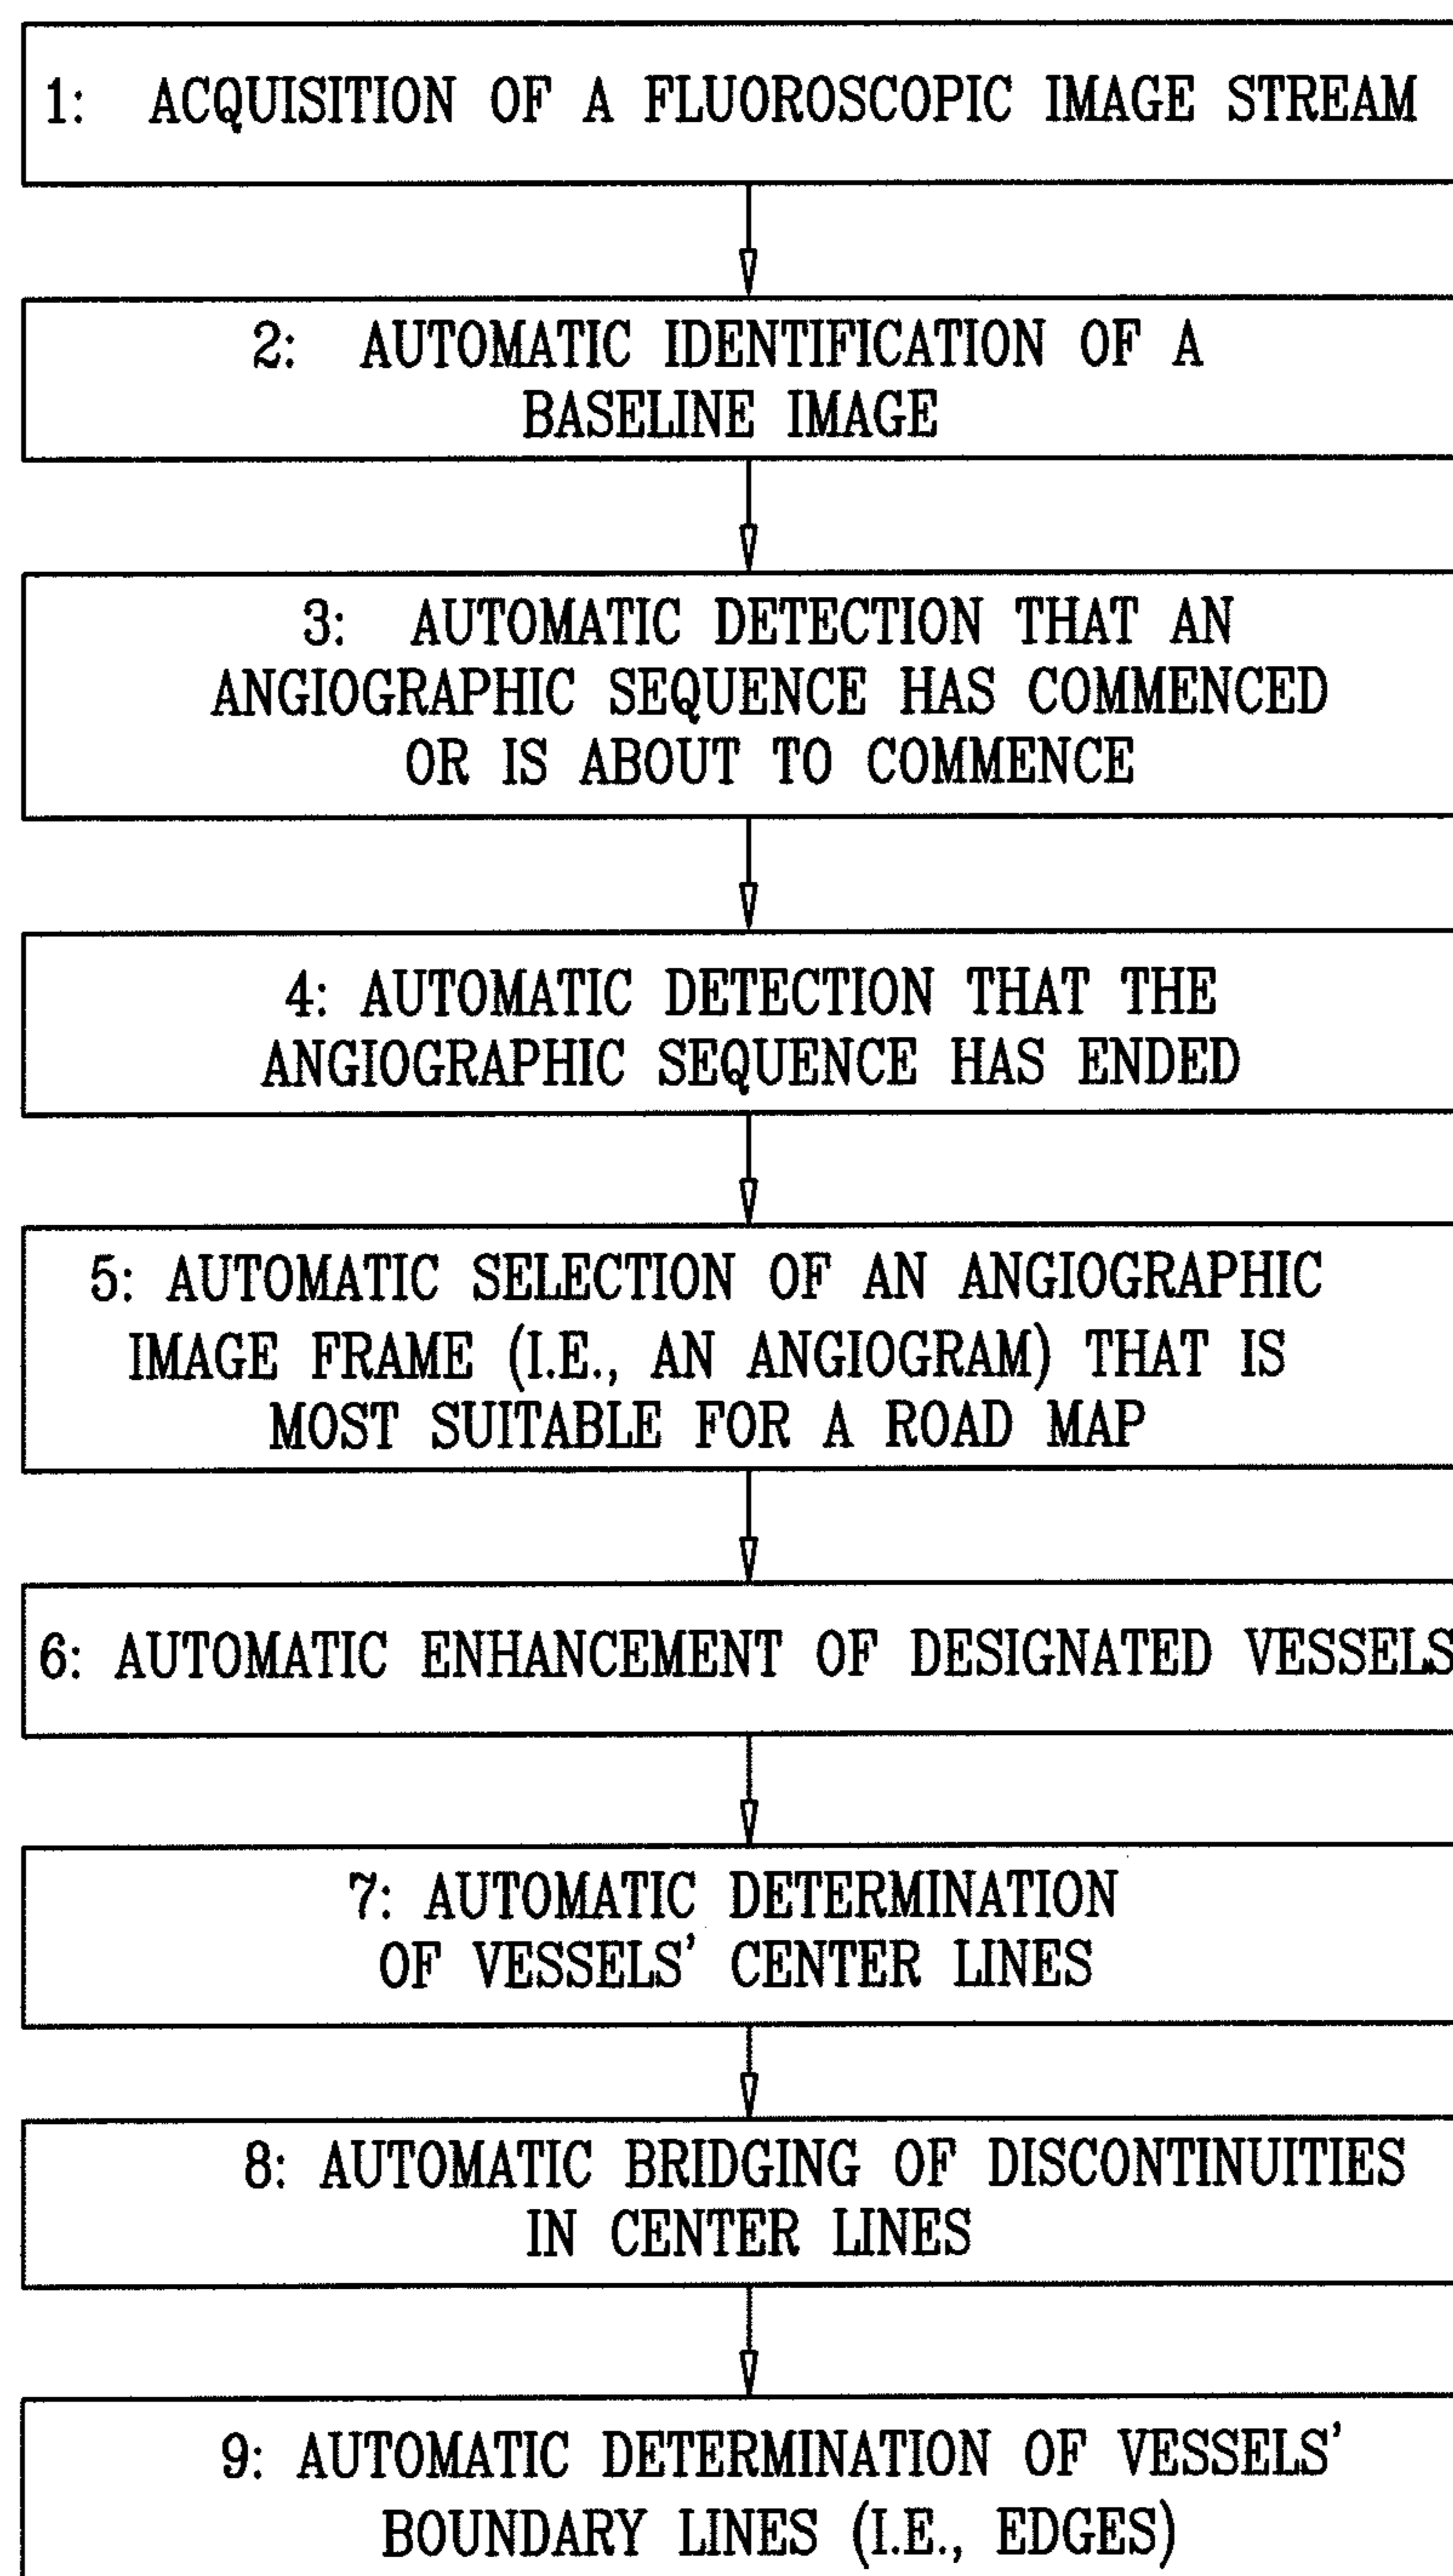 1: ACQUISITION OF A FLUOROSCOPIC IMAGE STREAM
2: AUTOMATIC IDENTIFICATION OF A
BASELINE IMAGE
3: AUTOMATIC DETECTION THAT AN
ANGIOGRAPHIC SEQUENCE HAS COMMENCED
OR IS ABOUT TO COMMENCE
4: AUTOMATIC DETECTION THAT THE
ANGIOGRAPHIC SEQUENCE HAS ENDED
5: AUTOMATIC SELECTION OF AN ANGIOGRAPHIC
IMAGE FRAME (I.E., AN ANGIOGRAM) THAT IS
MOST SUITABLE FOR A ROAD MAP
6: AUTOMATIC ENHANCEMENT OF DESIGNATED VESSELS
7: AUTOMATIC DETERMINATION
OF VESSELS' CENTER LINES
8: AUTOMATIC BRIDGING OF DISCONTINUITIES
IN CENTER LINES
9: AUTOMATIC DETERMINATION OF VESSELS'
BOUNDARY LINES (I.E., EDGES)